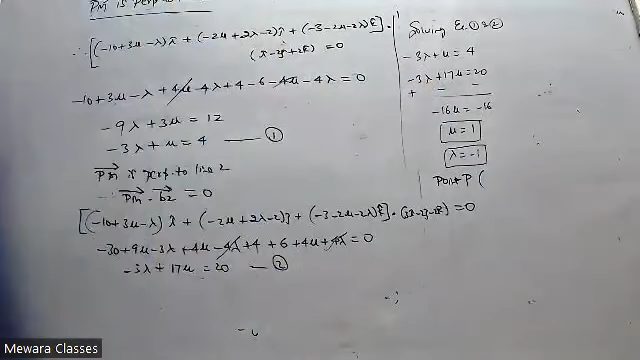 PM is perp to
∴ [(-10+3μ-λ)î + (-2μ+2λ-2)ĵ + (-3-2μ-2λ)k̂].
(î-2ĵ+2k̂) = 0
-10+3μ-λ+4μ-4λ+4-6-4μ-4λ=0
-9λ+3μ=12
-3λ+μ=4 —— ①
PM is perp. to line 2
PM . b2 = 0
[(-10+3μ-λ)î + (-2μ+2λ-2)ĵ + (-3-2μ-2λ)k̂].(3î-2ĵ-2k̂)=0
-30+9μ-3λ+4μ-4λ+4+6+4μ+4λ=0
-3λ+17μ=20 — ②
Solving Eq. ① & ②
-3λ+μ=4
-3λ+17μ=20
+ - -
-16μ=-16
μ=1
λ=-1
Point P (
Mewara Classes